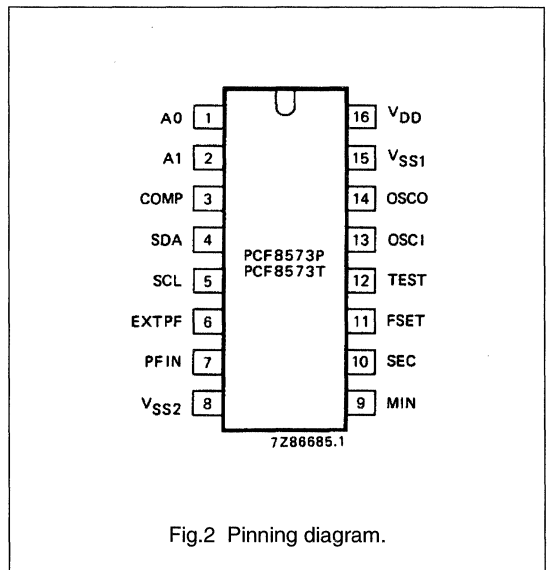 A0 1 16 VDD
A1 2 15 VSS1
COMP 3 14 OSCO
SDA 4 13 OSCI
PCF8573P
PCF8573T
SCL 5 12 TEST
EXTPF 6 11 FSET
PFIN 7 10 SEC
VSS2 8 9 MIN
7Z86685.1
Fig.2 Pinning diagram.